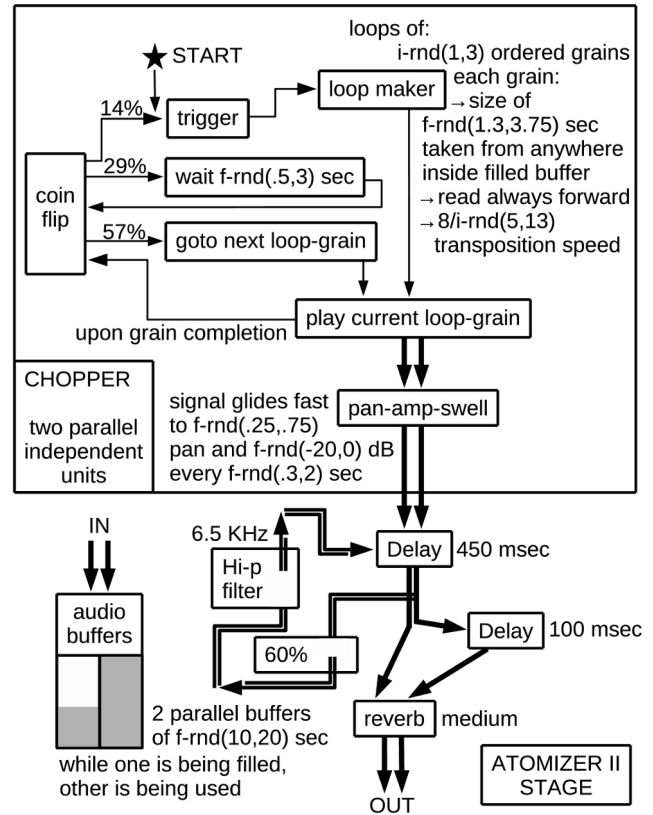 loops of:
i-rnd(1,3) ordered grains
each grain:
→size of
f-rnd(1.3,3.75) sec
taken from anywhere
inside filled buffer
→read always forward
→8/i-rnd(5,13)
transposition speed
START
14%
trigger
loop maker
coin
flip
29%
wait f-rnd(.5,3) sec
57%
goto next loop-grain
upon grain completion
play current loop-grain
CHOPPER
two parallel
independent
units
signal glides fast
to f-rnd(.25,.75)
pan and f-rnd(-20,0) dB
every f-rnd(.3,2) sec
pan-amp-swell
IN
audio
buffers
6.5 KHz
Hi-p
filter
Delay
450 msec
60%
Delay
100 msec
2 parallel buffers
of f-rnd(10,20) sec
while one is being filled,
other is being used
reverb
medium
OUT
ATOMIZER II
STAGE